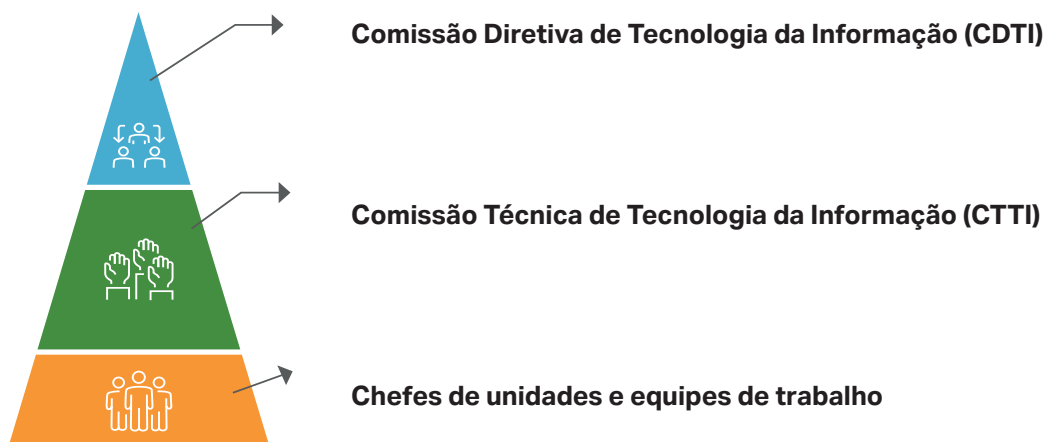 Comissão Diretiva de Tecnologia da Informação (CDTI)
Comissão Técnica de Tecnologia da Informação (CTTI)
Chefes de unidades e equipes de trabalho